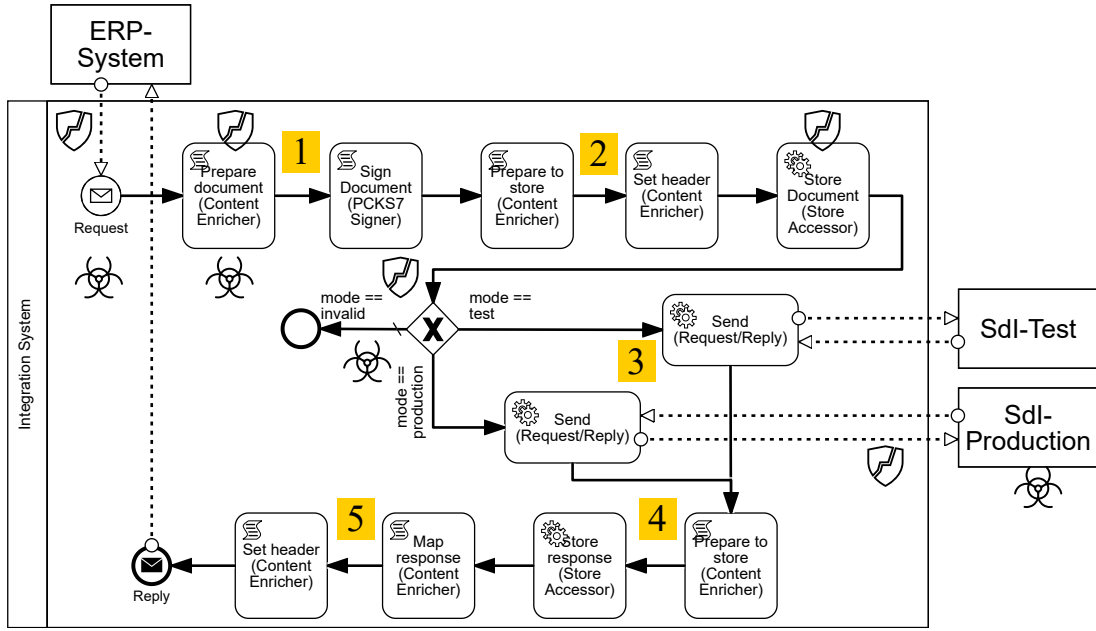 ERP-
System
Integration System
1
2
Prepare
document
(Content
Enricher)
Sign
Document
(PCKS7
Signer)
Prepare to
store
(Content
Enricher)
Set header
(Content
Enricher)
Store
Document
(Store
Accessor)
Request
mode ==
invalid
X
mode ==
test
mode ==
production
3
Send
(Request/Reply)
SdI-Test
Send
(Request/Reply)
SdI-
Production
5
4
Set header
(Content
Enricher)
Map
response
(Content
Enricher)
Store
response
(Store
Accessor)
Prepare to
store
(Content
Enricher)
Reply